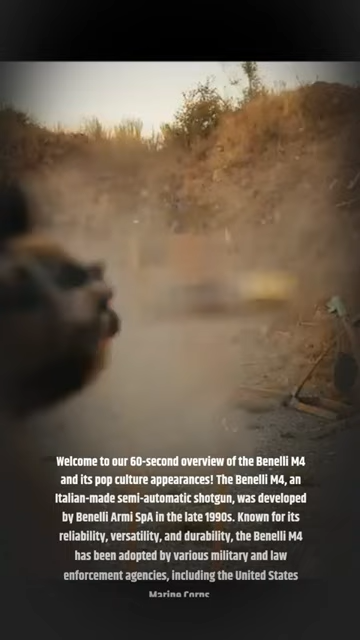 Welcome to our 60-second overview of the Benelli M4
and its pop culture appearances! The Benelli M4, an
Italian-made semi-automatic shotgun, was developed
by Benelli Armi SpA in the late 1990s. Known for its
reliability, versatility, and durability, the Benelli M4
has been adopted by various military and law
enforcement agencies, including the United States
Marine Corps